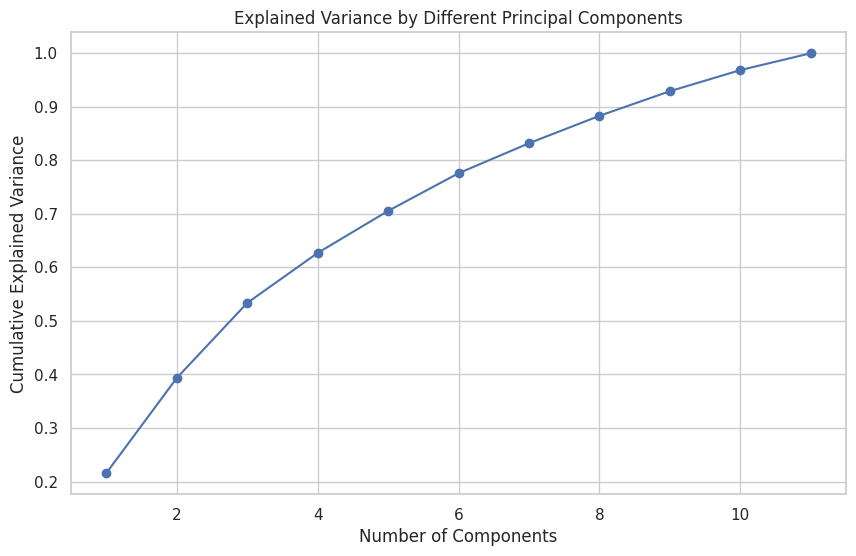 Explained Variance by Different Principal Components
Cumulative Explained Variance
1.0
0.9
0.8
0.7
0.6
0.5
0.4
0.3
0.2
2 4 6 8 10
Number of Components